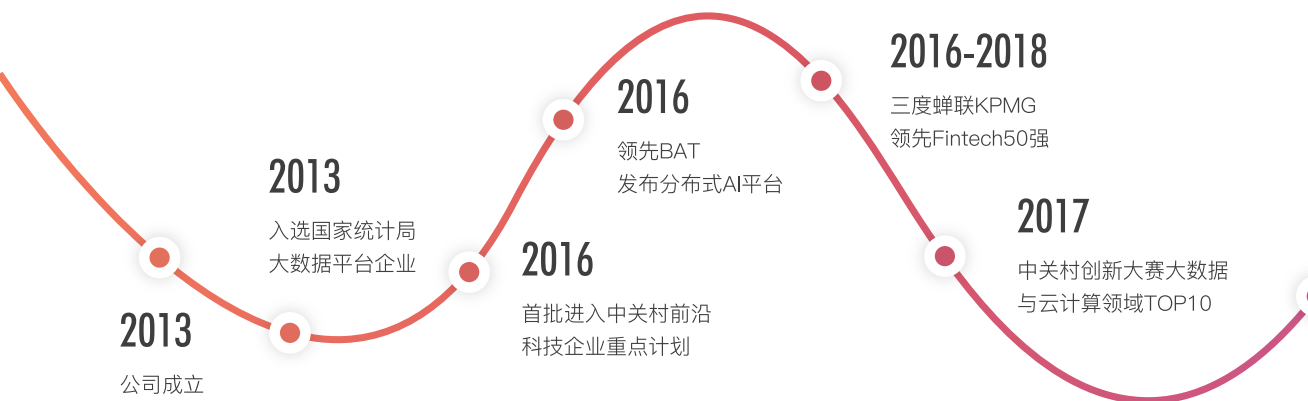 2013
公司成立
2013
入选国家统计局
大数据平台企业
2016
首批进入中关村前沿
科技企业重点计划
2016
领先BAT
发布分布式AI平台
2016-2018
三度蝉联KPMG
领先Fintech50强
2017
中关村创新大赛大数据
与云计算领域TOP10